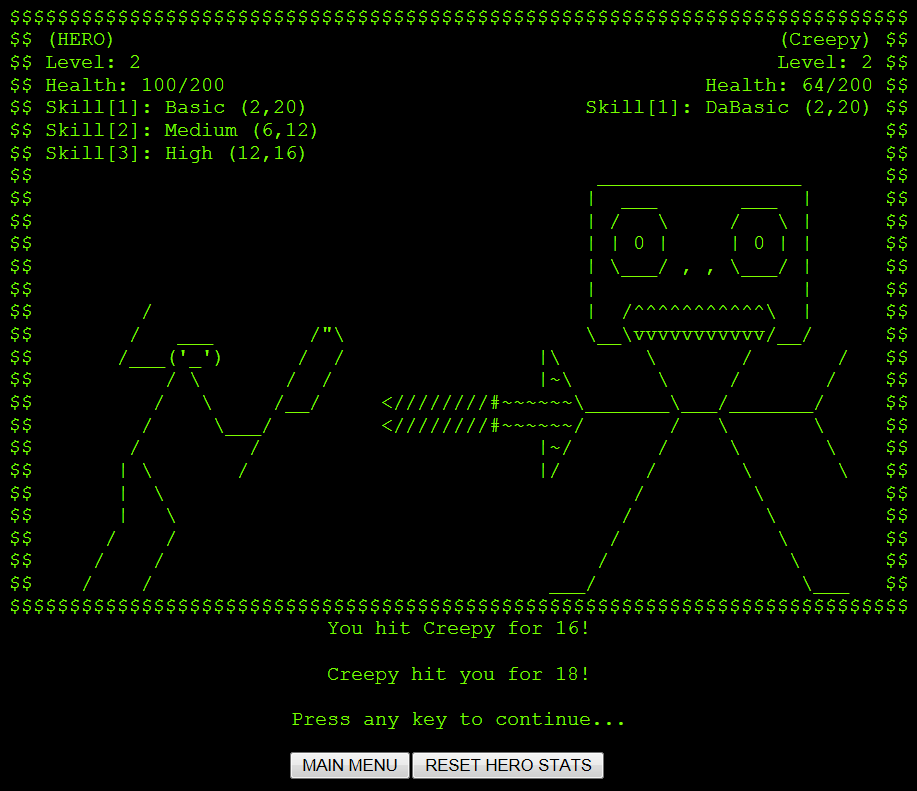 (HERO) (Creepy)
Level: 2 Level: 2
Health: 100/200 Health: 64/200
Skill[1]: Basic (2,20) Skill[1]: DaBasic (2,20)
Skill[2]: Medium (6,12)
Skill[3]: High (12,16)
You hit Creepy for 16!
Creepy hit you for 18!
Press any key to continue...
MAIN MENU RESET HERO STATS